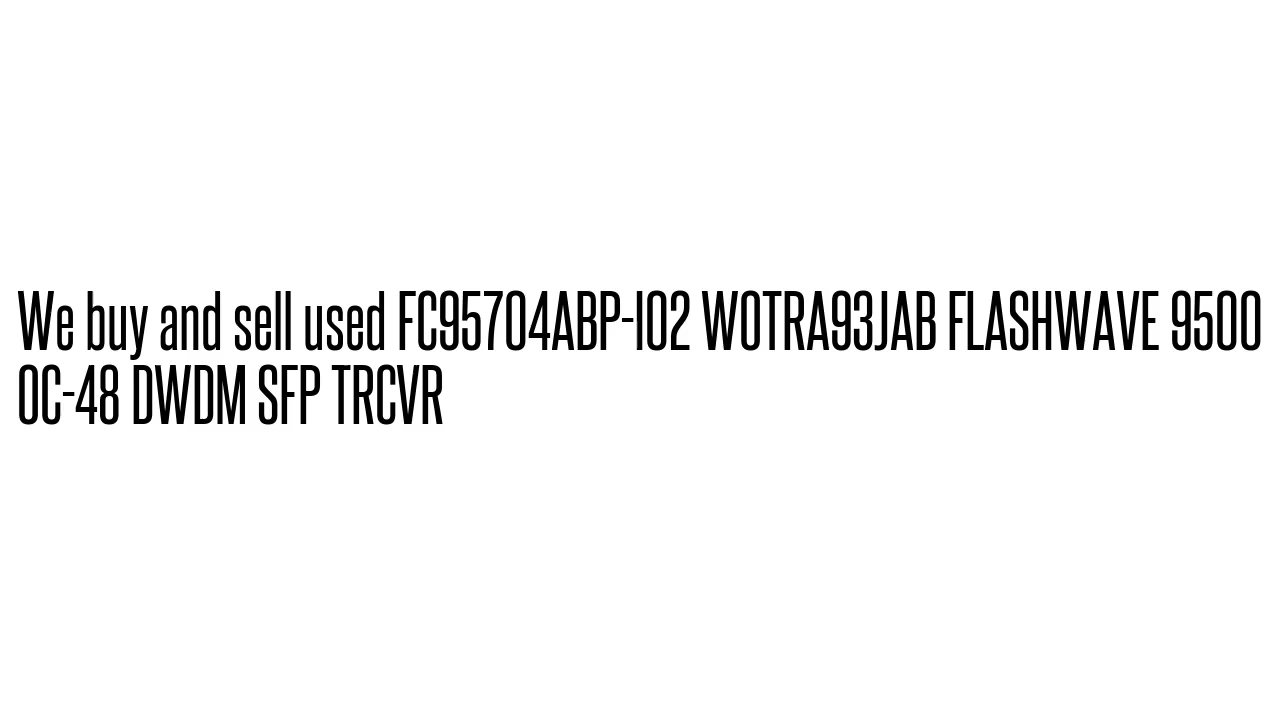 We buy and sell used FC95704ABP-I02 WOTRA93JAB FLASHWAVE 9500
OC-48 DWDM SFP TRCVR